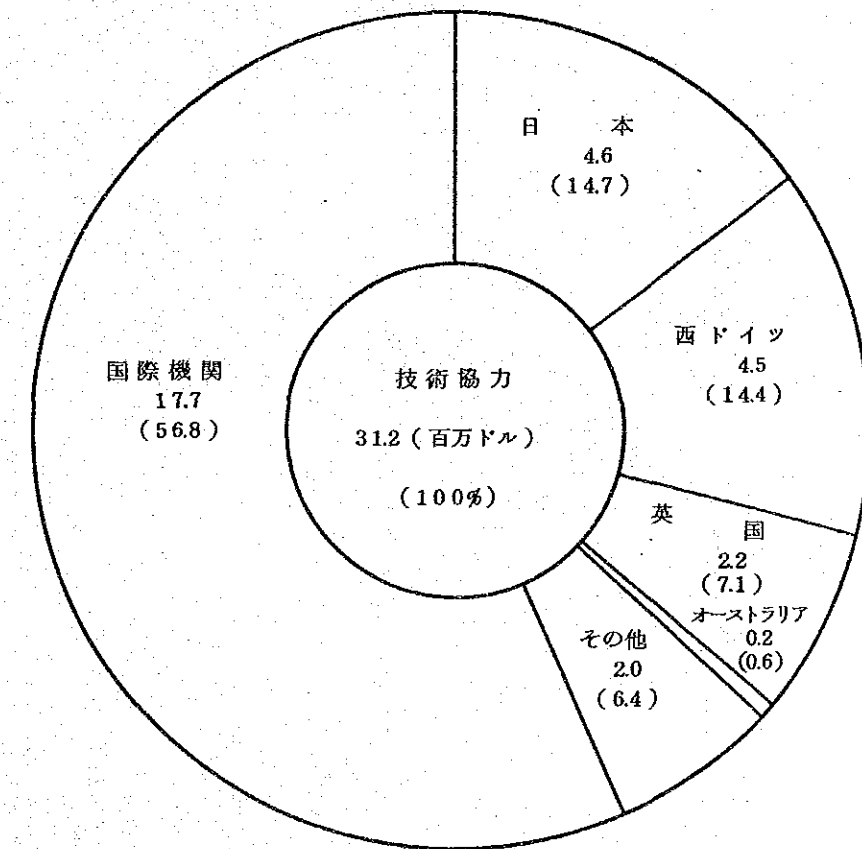 日本
4.6
(14.7)
西ドイツ
4.5
(14.4)
国際機関
17.7
(56.8)
技術協力
31.2(百万ドル)
(100%)
英国
2.2
(7.1)
オーストラリア
0.2
(0.6)
その他
2.0
(6.4)